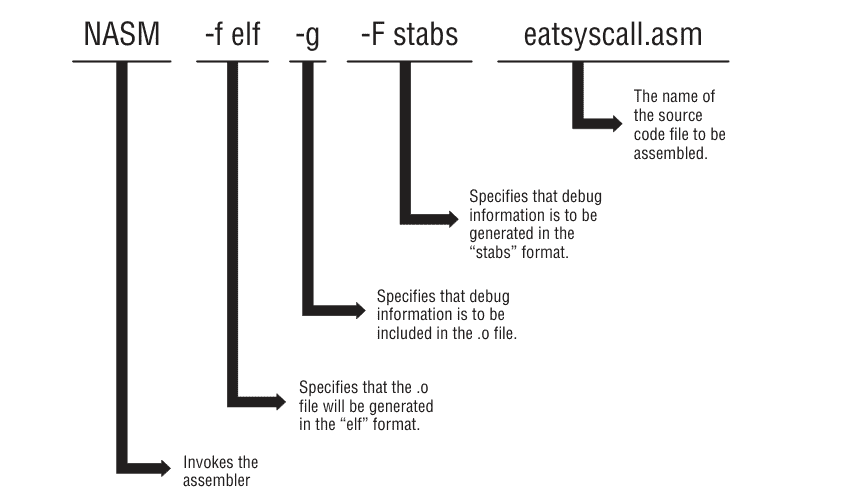 NASM -f elf -g -F stabs eatsyscall.asm
The name of
the source
code file to be
assembled.
Specifies that debug
information is to be
generated in the
“stabs” format.
Specifies that debug
information is to be
included in the .o file.
Specifies that the .o
file will be generated
in the “elf” format.
Invokes the
assembler